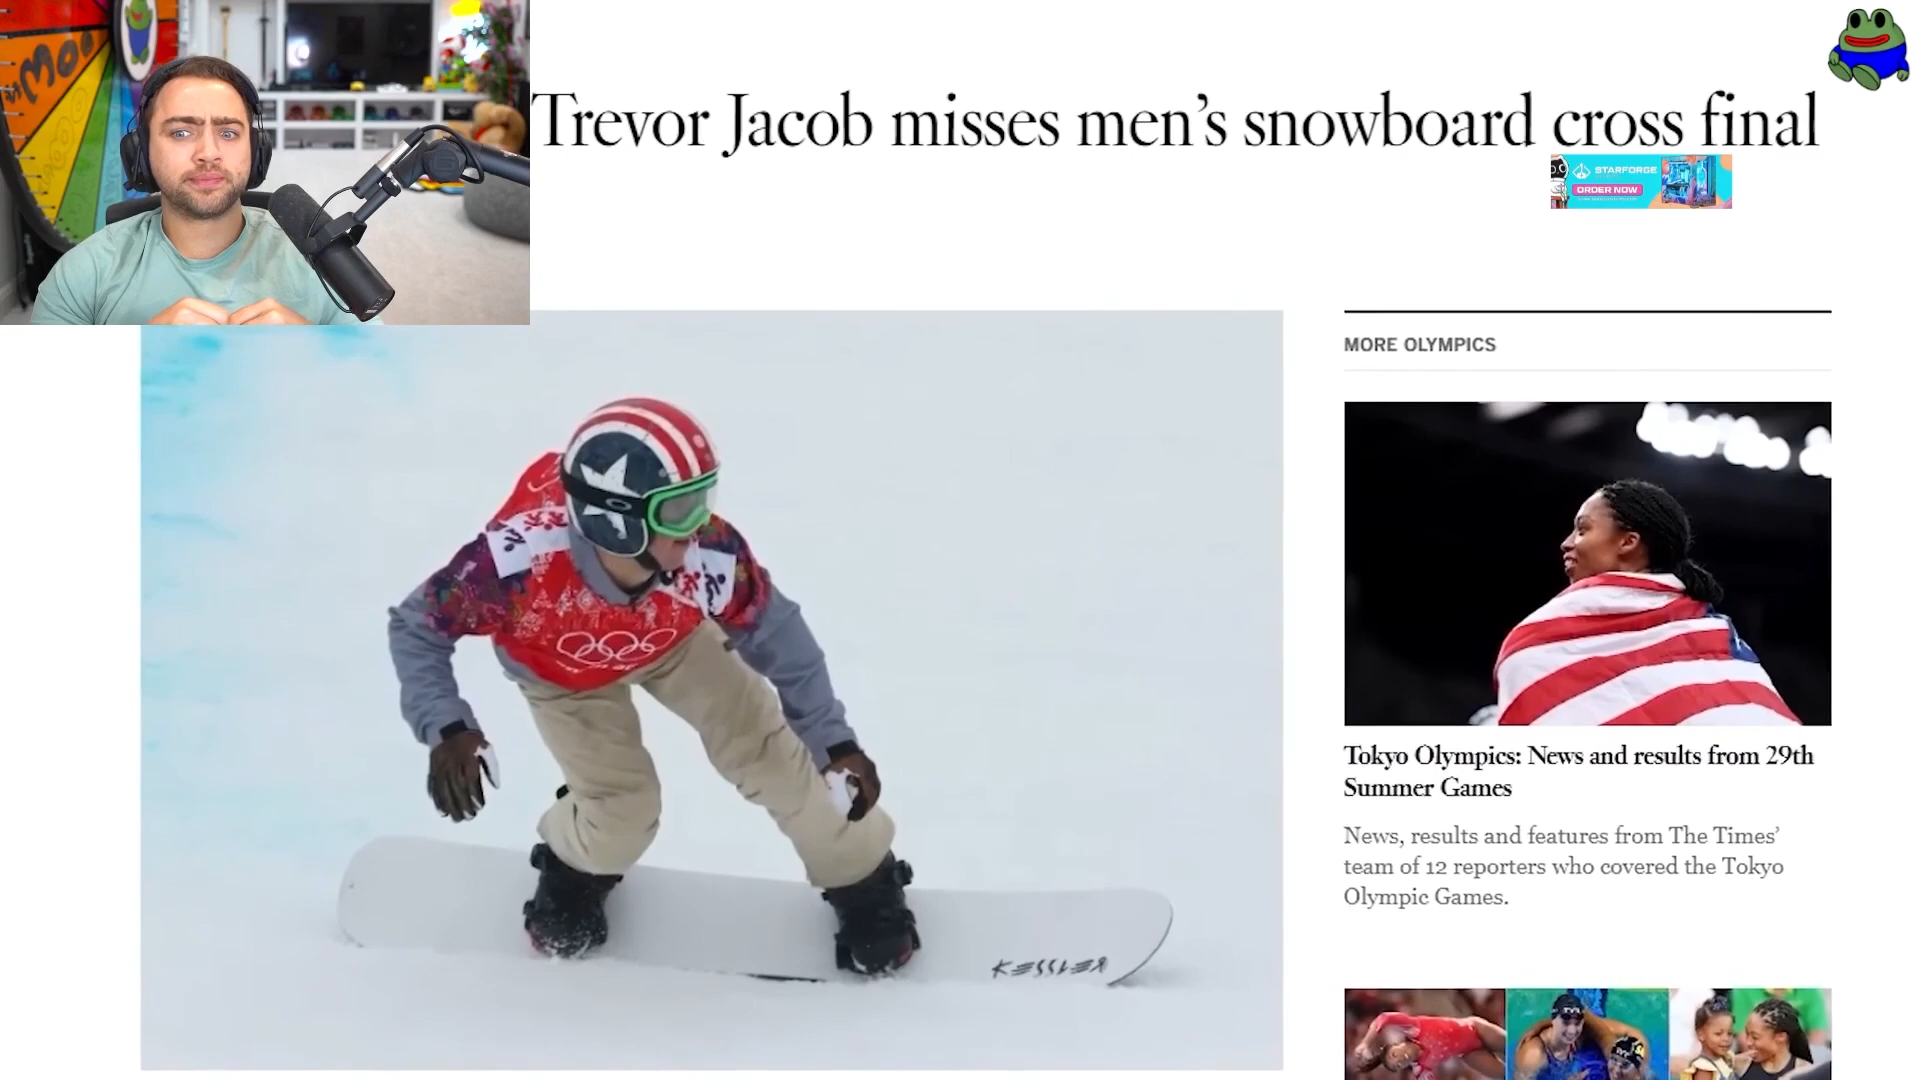 Trevor Jacob misses men’s snowboard cross final
STARFORGE
ORDER NOW
MORE OLYMPICS
KESSLER
Tokyo Olympics: News and results from 29th
Summer Games
News, results and features from The Times’
team of 12 reporters who covered the Tokyo
Olympic Games.